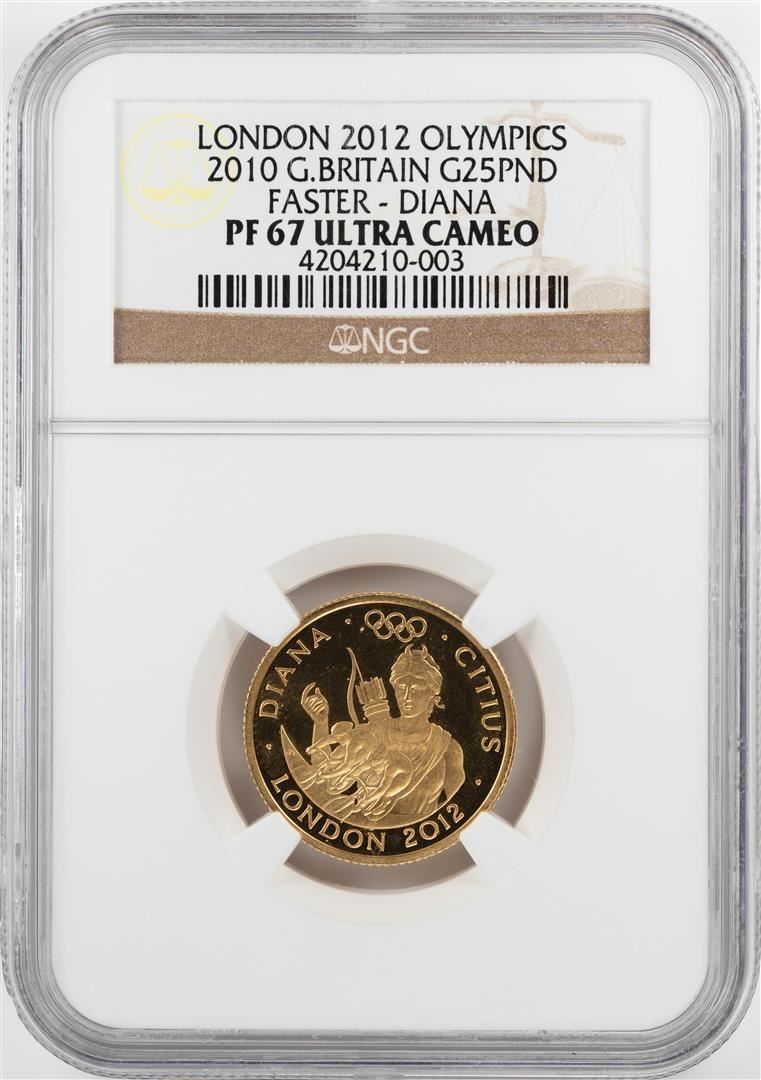 LONDON 2012 OLYMPICS
2010 G.BRITAIN G25PND
FASTER - DIANA
PF 67 ULTRA CAMEO
4204210-003
NGC
DIANA · CITIUS ·
LONDON 2012